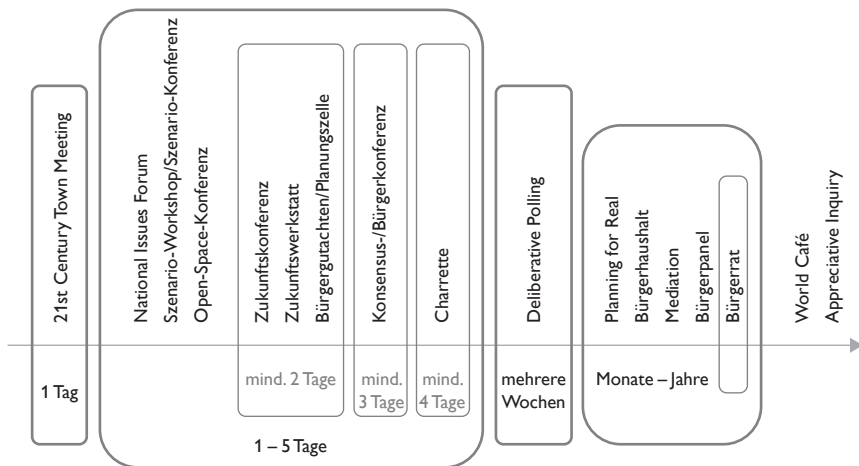 21st Century Town Meeting
National Issues Forum
Szenario-Workshop/Szenario-Konferenz
Open-Space-Konferenz
Zukunftskonferenz
Zukunftswerkstatt
Bürgergutachten/Planungszelle
Konsensus-/Bürgerkonferenz
Charrette
Deliberative Polling
Planning for Real
Bürgerhaushalt
Mediation
Bürgerpanel
Bürgerrat
World Café
Appreciative Inquiry
1 Tag
mind. 2 Tage
mind.
3 Tage
mind.
4 Tage
1 – 5 Tage
mehrere
Wochen
Monate – Jahre